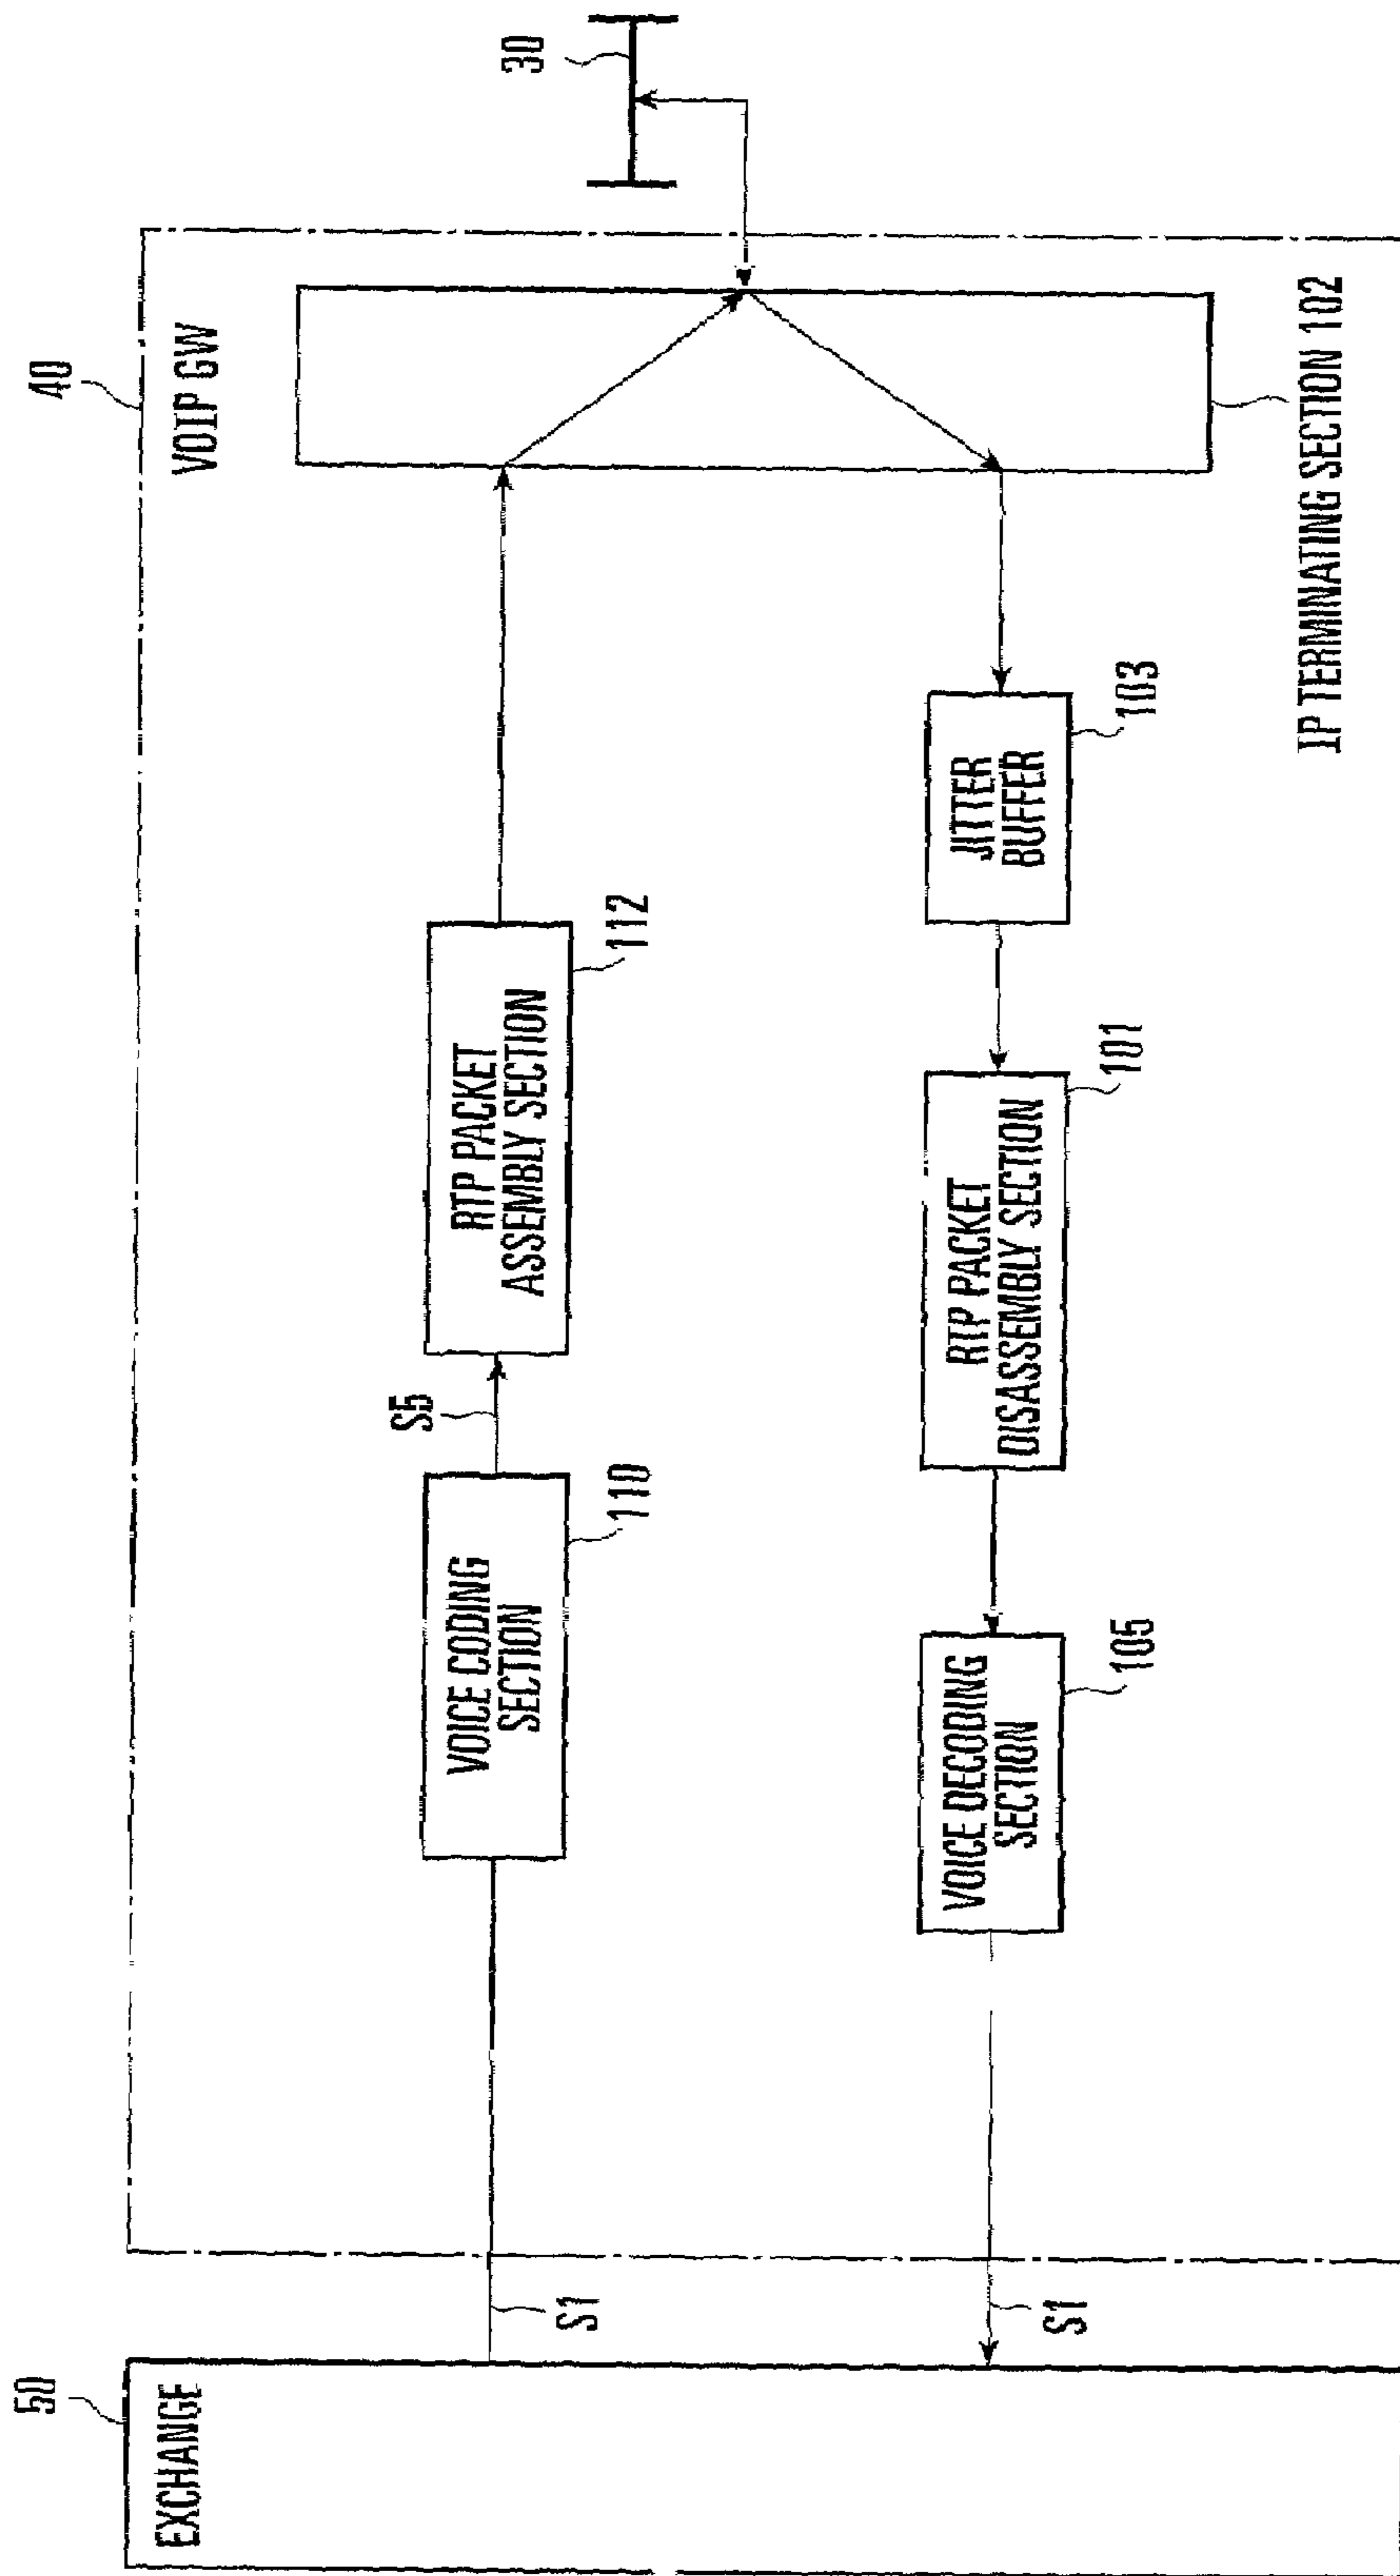 50
EXCHANGE
S1
S1
40
VOIP GW
VOICE CODING
SECTION
110
S5
RTP PACKET
ASSEMBLY SECTION
112
VOICE DECODING
SECTION
105
RTP PACKET
DISASSEMBLY SECTION
101
JITTER
BUFFER
103
IP TERMINATING SECTION 102
30